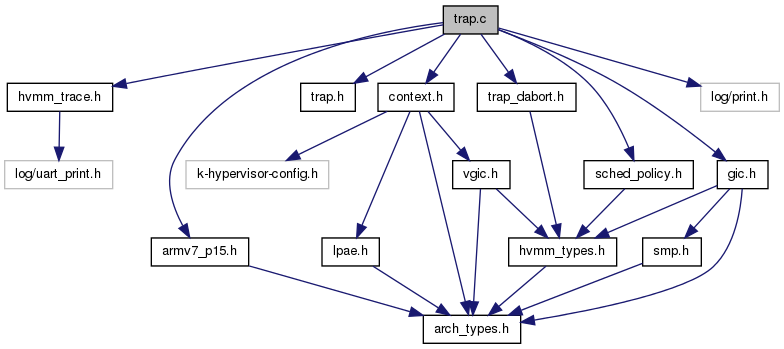 trap.c
hvmm_trace.h
trap.h
context.h
trap_dabort.h
log/print.h
log/uart_print.h
k-hypervisor-config.h
vgic.h
sched_policy.h
gic.h
armv7_p15.h
lpae.h
hvmm_types.h
smp.h
arch_types.h